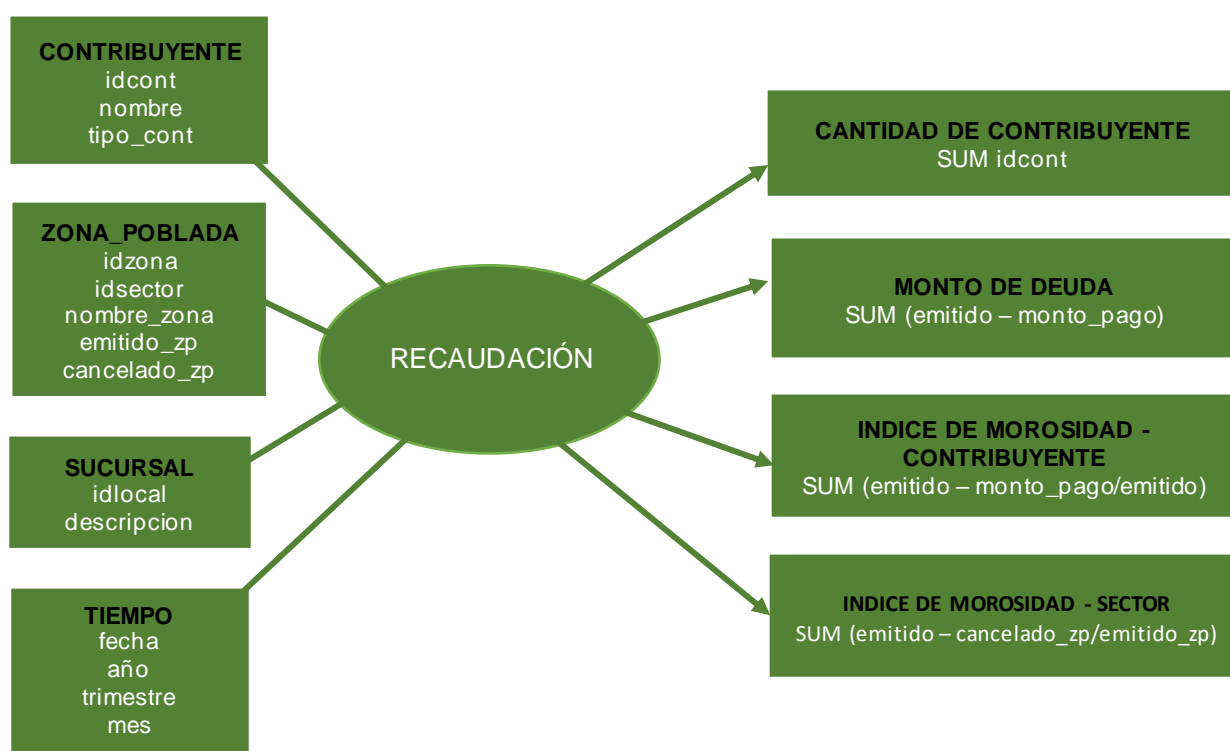 CONTRIBUYENTE
idcont
nombre
tipo_cont
ZONA_POBLADA
idzona
idsector
nombre_zona
emitido_zp
cancelado_zp
SUCURSAL
idlocal
descripcion
TIEMPO
fecha
año
trimestre
mes
RECAUDACIÓN
CANTIDAD DE CONTRIBUYENTE
SUM idcont
MONTO DE DEUDA
SUM (emitido – monto_pago)
INDICE DE MOROSIDAD -
CONTRIBUYENTE
SUM (emitido – monto_pago/emitido)
INDICE DE MOROSIDAD - SECTOR
SUM (emitido – cancelado_zp/emitido_zp)